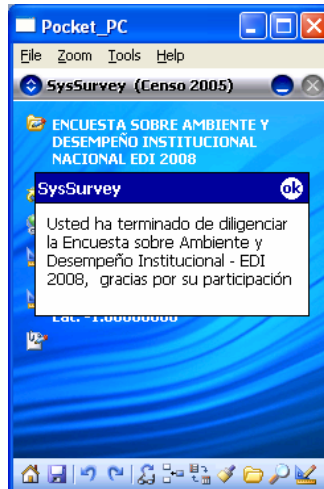 Pocket_PC
File Zoom Tools Help
SysSurvey (Censo 2005)
ENCUESTA SOBRE AMBIENTE Y
DESEMPEÑO INSTITUCIONAL
NACIONAL EDI 2008
SysSurvey ok
Usted ha terminado de diligenciar
la Encuesta sobre Ambiente y
Desempeño Institucional - EDI
2008, gracias por su participación
Lat. -1.00000000